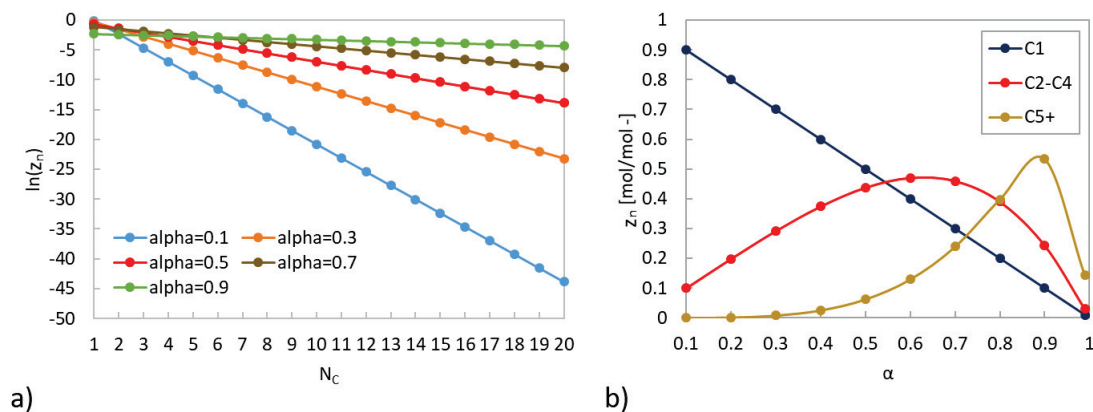 0
-5
-10
-15
-20
-25
-30
-35
-40
-45
-50
ln(zₙ)
alpha=0.1 alpha=0.3
alpha=0.5 alpha=0.7
alpha=0.9
1 2 3 4 5 6 7 8 9 10 11 12 13 14 15 16 17 18 19 20
N_C
a)
1
0.9
0.8
0.7
0.6
0.5
0.4
0.3
0.2
0.1
0
zₙ [mol/mol -]
C1
C2-C4
C5+
0.1 0.2 0.3 0.4 0.5 0.6 0.7 0.8 0.9 1
α
b)